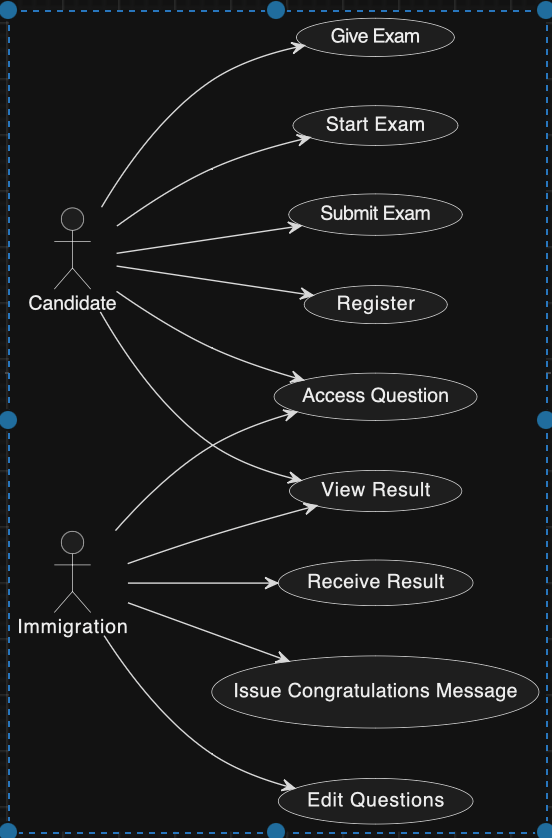 Give Exam
Start Exam
Submit Exam
Register
Candidate
Access Question
View Result
Receive Result
Immigration
Issue Congratulations Message
Edit Questions